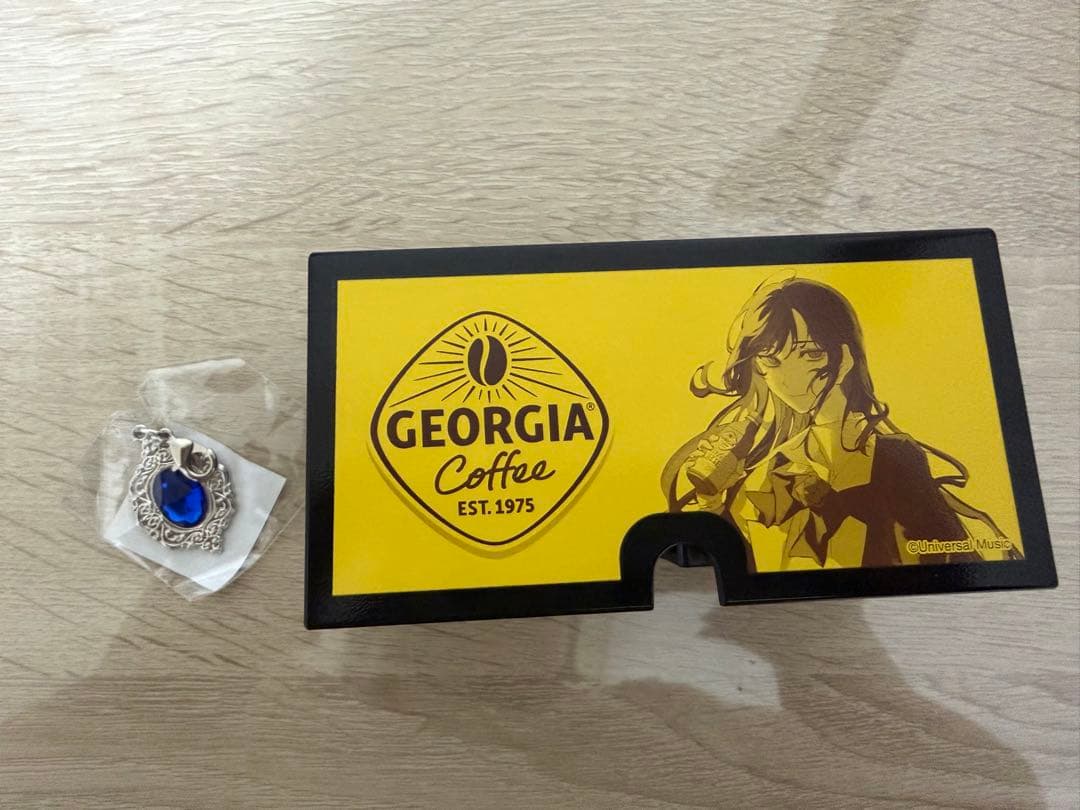 GEORGIA®
Coffee
EST. 1975
©Universal Music